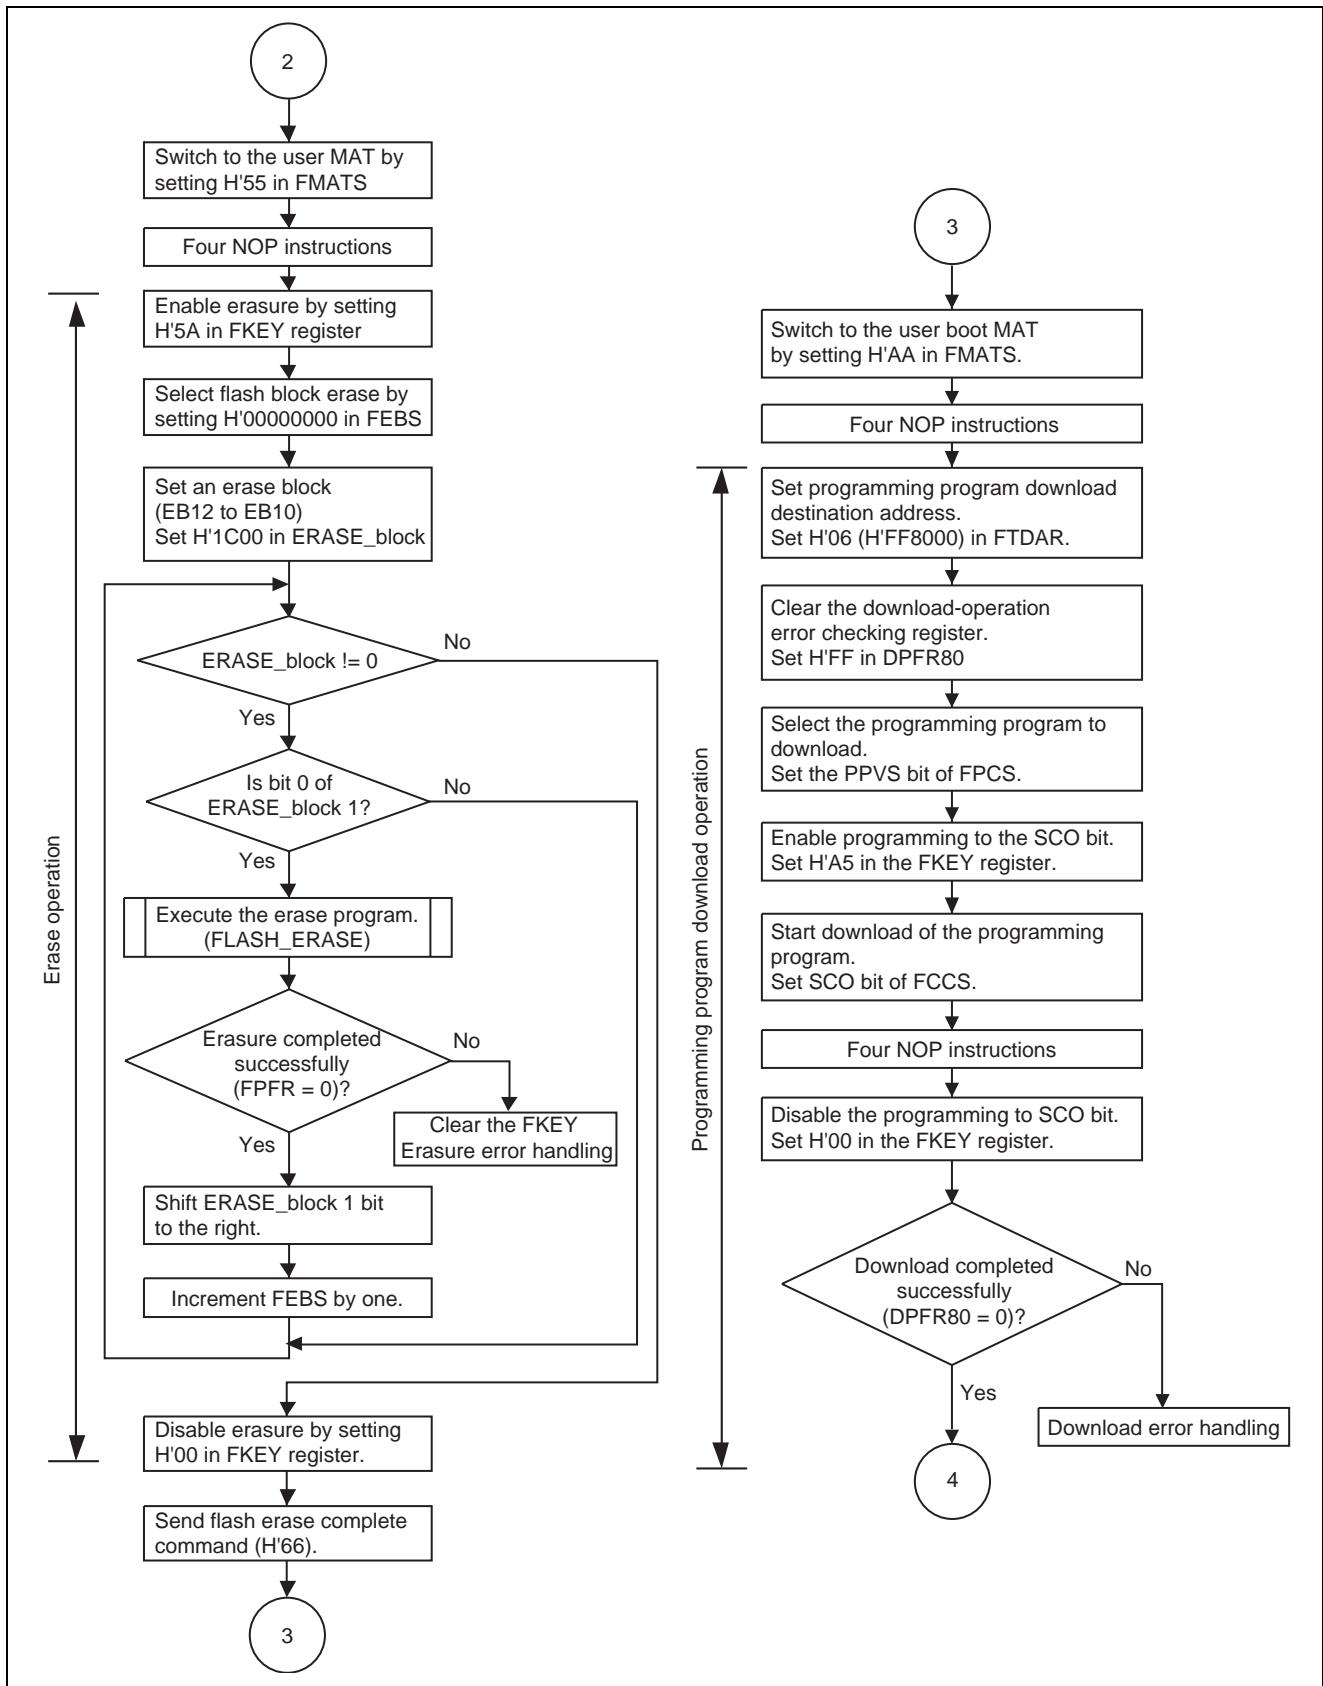 2
Switch to the user MAT by
setting H'55 in FMATS
Four NOP instructions
Erase operation
Enable erasure by setting
H'5A in FKEY register
Select flash block erase by
setting H'00000000 in FEBS
Set an erase block
(EB12 to EB10)
Set H'1C00 in ERASE_block
ERASE_block != 0
No
Yes
Is bit 0 of
ERASE_block 1?
No
Yes
Execute the erase program.
(FLASH_ERASE)
Erasure completed
successfully
(FPFR = 0)?
No
Clear the FKEY
Erasure error handling
Yes
Shift ERASE_block 1 bit
to the right.
Increment FEBS by one.
Disable erasure by setting
H'00 in FKEY register.
Send flash erase complete
command (H'66).
3
3
Switch to the user boot MAT
by setting H'AA in FMATS.
Four NOP instructions
Programming program download operation
Set programming program download
destination address.
Set H'06 (H'FF8000) in FTDAR.
Clear the download-operation
error checking register.
Set H'FF in DPFR80
Select the programming program to
download.
Set the PPVS bit of FPCS.
Enable programming to the SCO bit.
Set H'A5 in the FKEY register.
Start download of the programming
program.
Set SCO bit of FCCS.
Four NOP instructions
Disable the programming to SCO bit.
Set H'00 in the FKEY register.
Download completed
successfully
(DPFR80 = 0)?
No
Yes
Download error handling
4